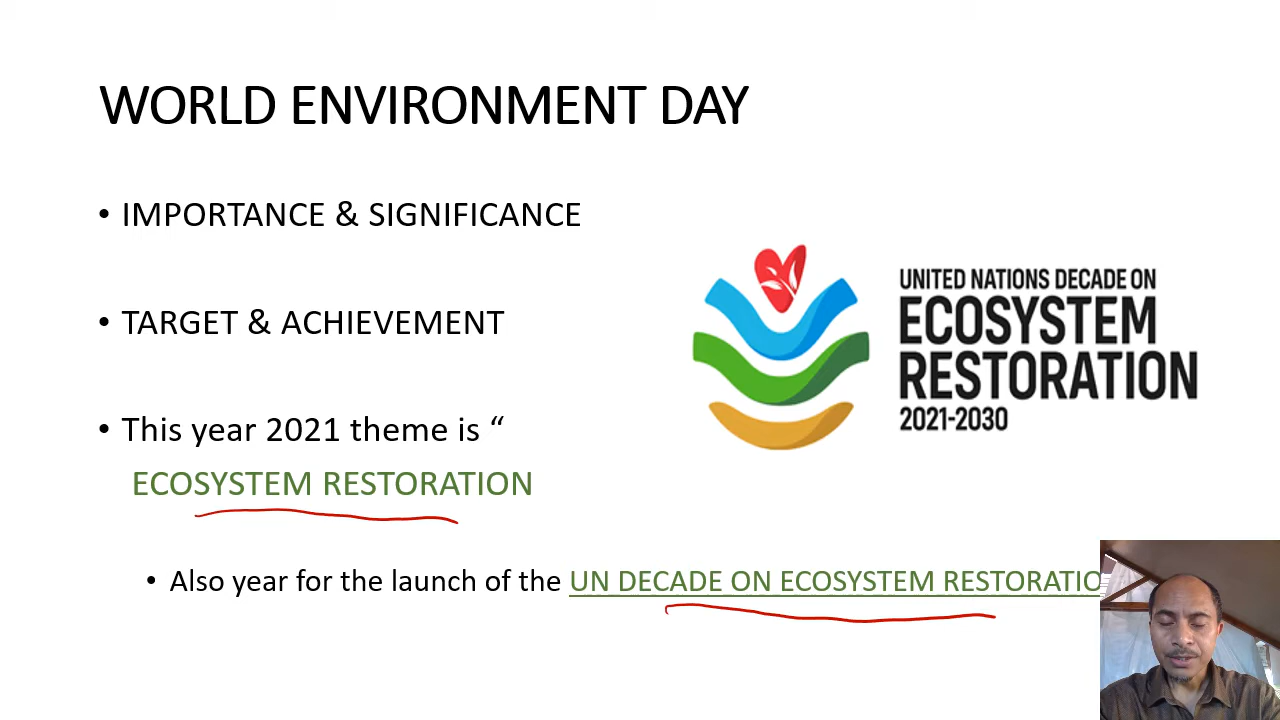 WORLD ENVIRONMENT DAY
• IMPORTANCE & SIGNIFICANCE
• TARGET & ACHIEVEMENT
• This year 2021 theme is “
ECOSYSTEM RESTORATION
• Also year for the launch of the UN DECADE ON ECOSYSTEM RESTORATIO
UNITED NATIONS DECADE ON
ECOSYSTEM
RESTORATION
2021-2030